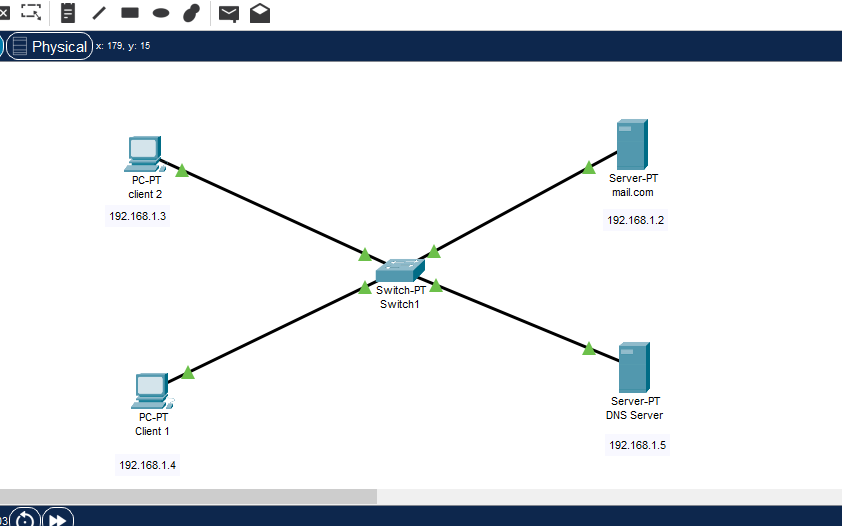 Physical
x: 179, y: 15
PC-PT
client 2
192.168.1.3
Server-PT
mail.com
192.168.1.2
Switch-PT
Switch1
PC-PT
Client 1
192.168.1.4
Server-PT
DNS Server
192.168.1.5